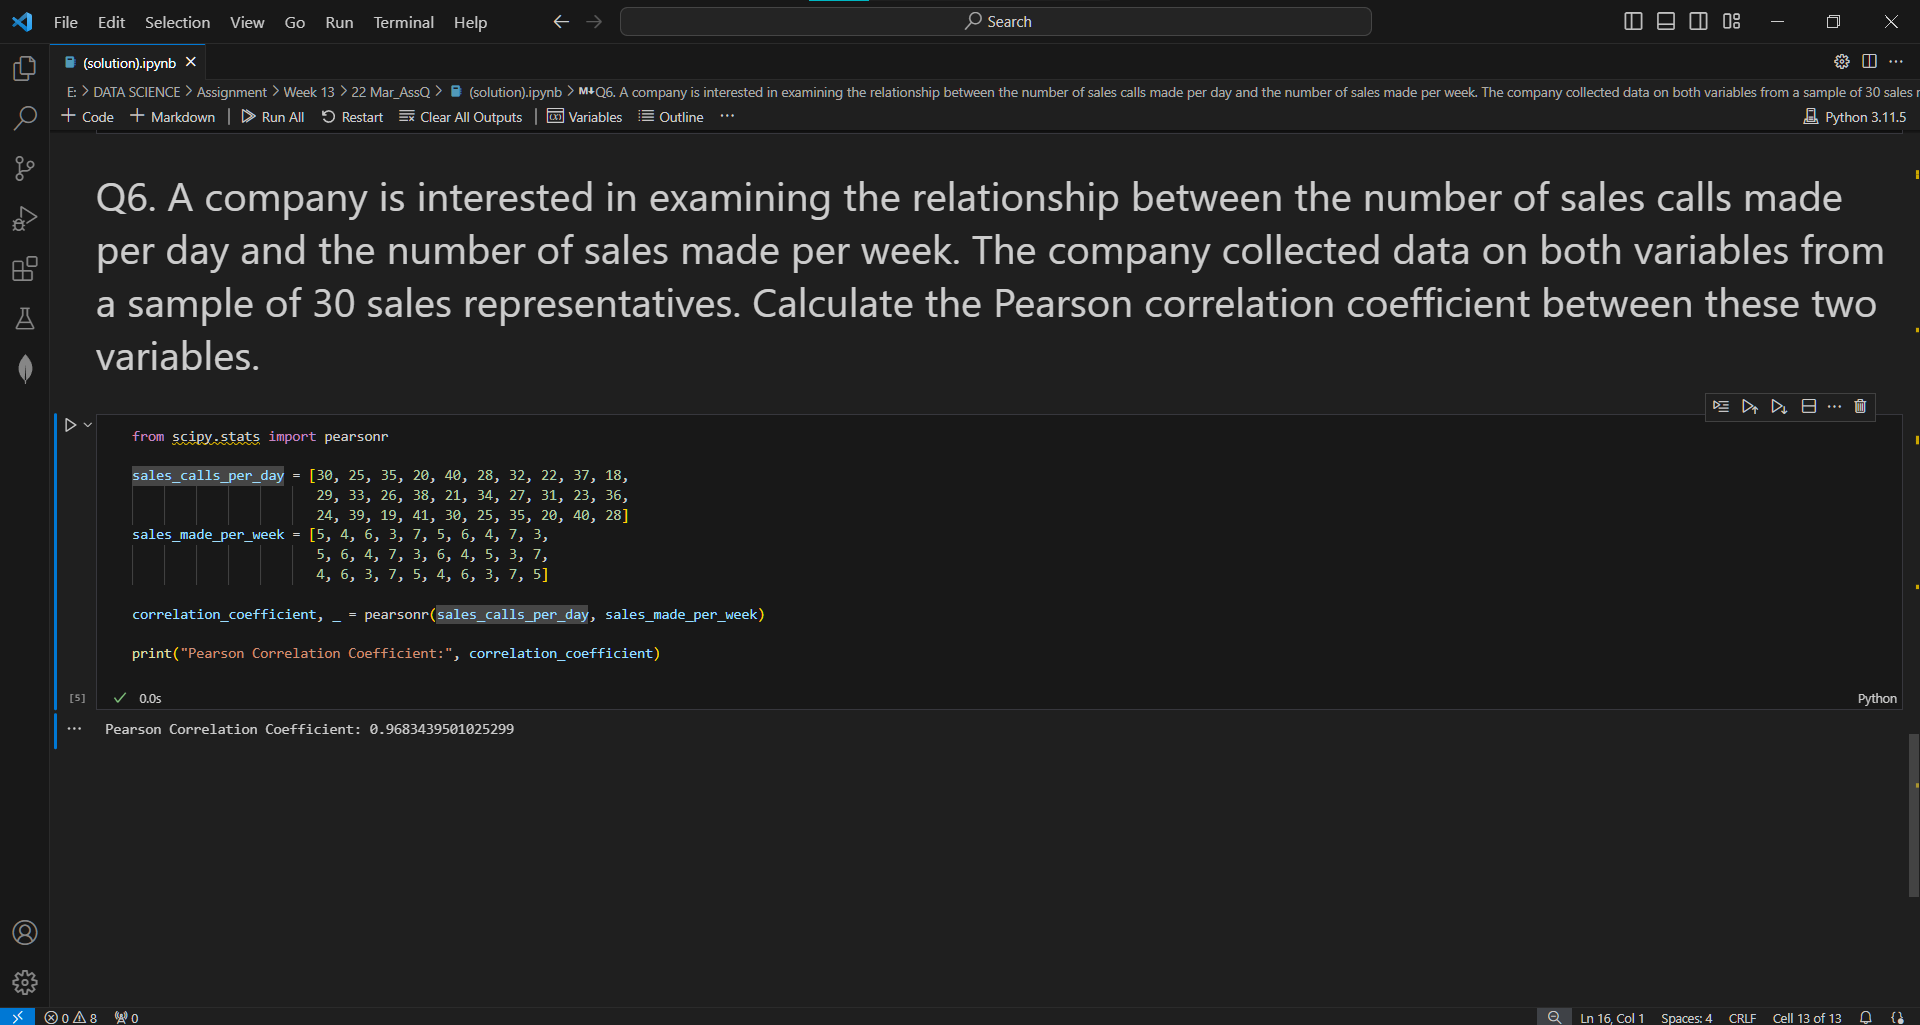 File Edit Selection View Go Run Terminal Help
Search
(solution).ipynb
E: > DATA SCIENCE > Assignment > Week 13 > 22 Mar_AssQ > (solution).ipynb > M↓Q6. A company is interested in examining the relationship between the number of sales calls made per day and the number of sales made per week. The company collected data on both variables from a sample of 30 sales r
+ Code + Markdown | Run All Restart Clear All Outputs | Variables Outline ...
Python 3.11.5
Q6. A company is interested in examining the relationship between the number of sales calls made
per day and the number of sales made per week. The company collected data on both variables from
a sample of 30 sales representatives. Calculate the Pearson correlation coefficient between these two
variables.
from scipy.stats import pearsonr
sales_calls_per_day = [30, 25, 35, 20, 40, 28, 32, 22, 37, 18,
29, 33, 26, 38, 21, 34, 27, 31, 23, 36,
24, 39, 19, 41, 30, 25, 35, 20, 40, 28]
sales_made_per_week = [5, 4, 6, 3, 7, 5, 6, 4, 7, 3,
5, 6, 4, 7, 3, 6, 4, 5, 3, 7,
4, 6, 3, 7, 5, 4, 6, 3, 7, 5]
correlation_coefficient, _ = pearsonr(sales_calls_per_day, sales_made_per_week)
print("Pearson Correlation Coefficient:", correlation_coefficient)
[5] 0.0s
Python
Pearson Correlation Coefficient: 0.9683439501025299
0 8 0
Ln 16, Col 1 Spaces: 4 CRLF Cell 13 of 13